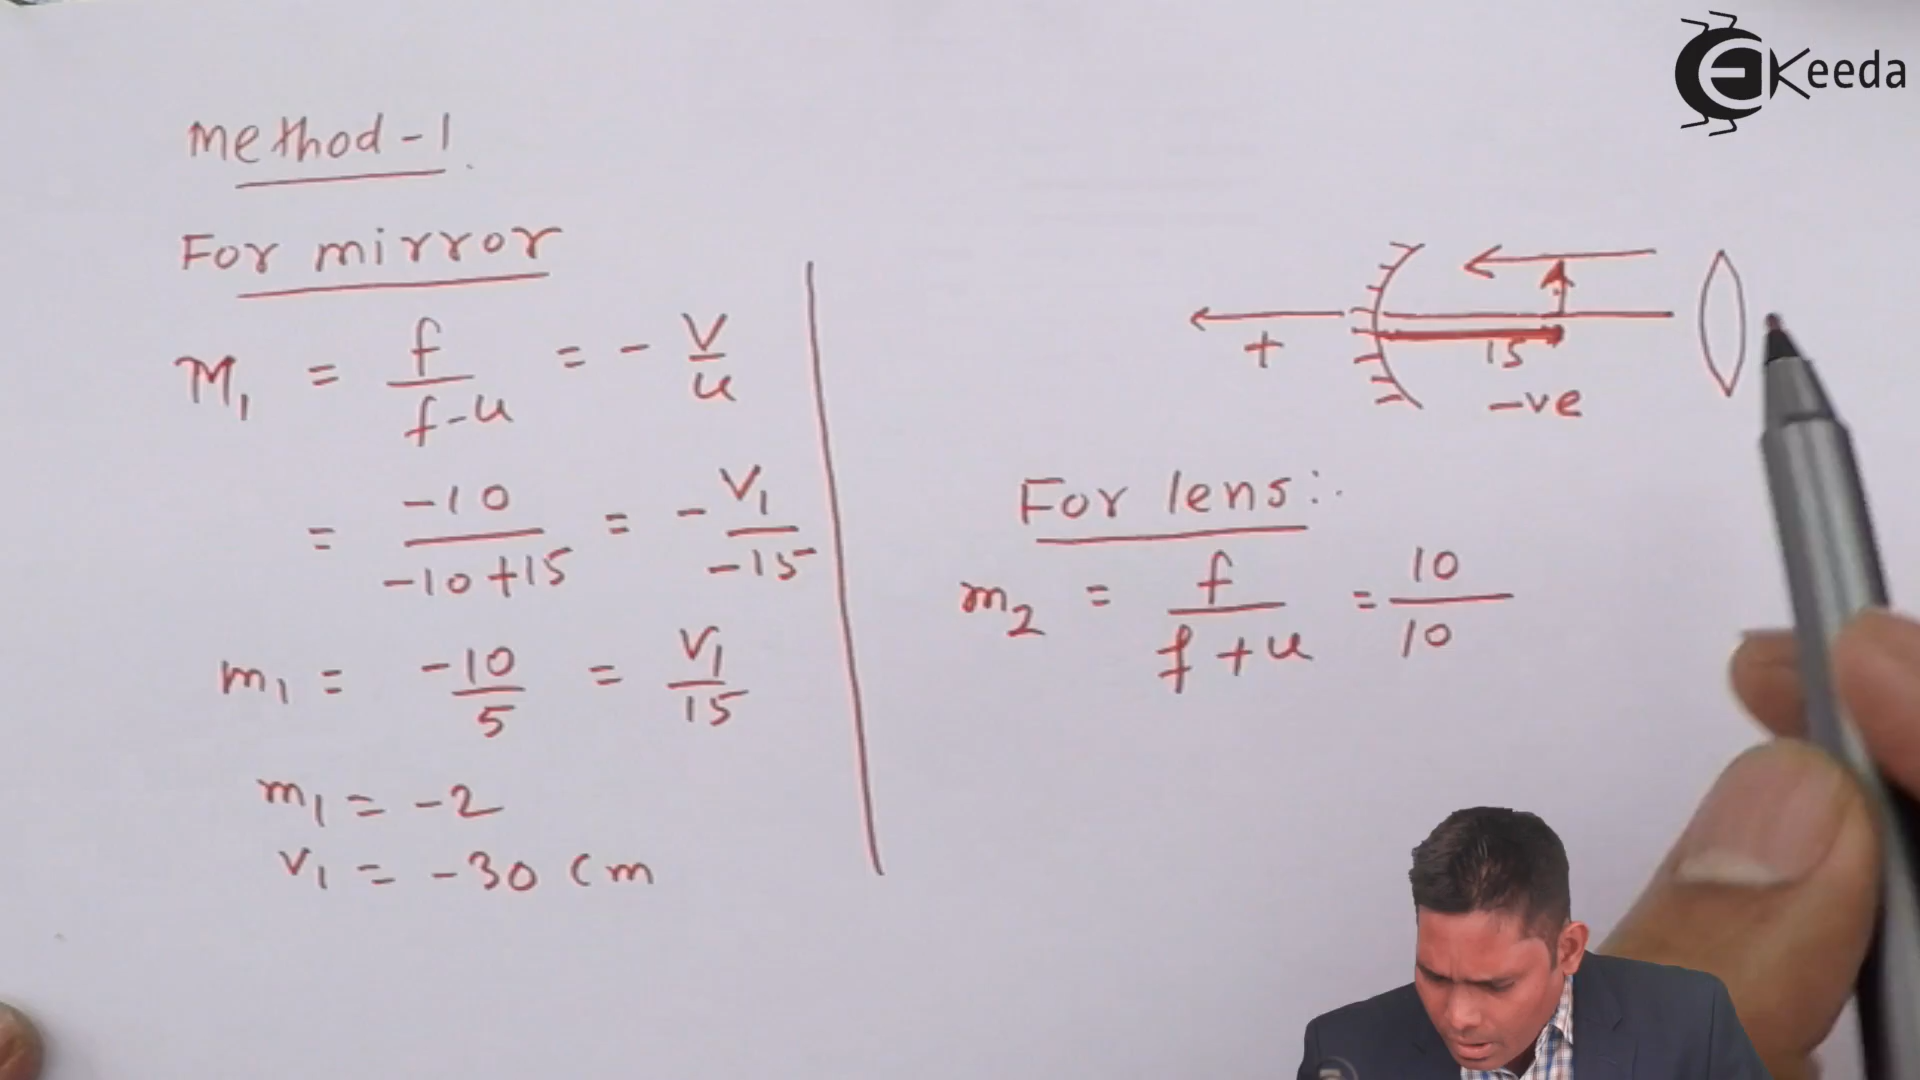 Keeda
Method-1.
For mirror
M₁ = f/(f-u) = - v/u
= -10/(-10+15) = - V₁/-15
m₁ = -10/5 = V₁/15
m₁ = -2
V₁ = -30 cm
+
15
-ve
For lens:.
m₂ = f/(f+u) = 10/10